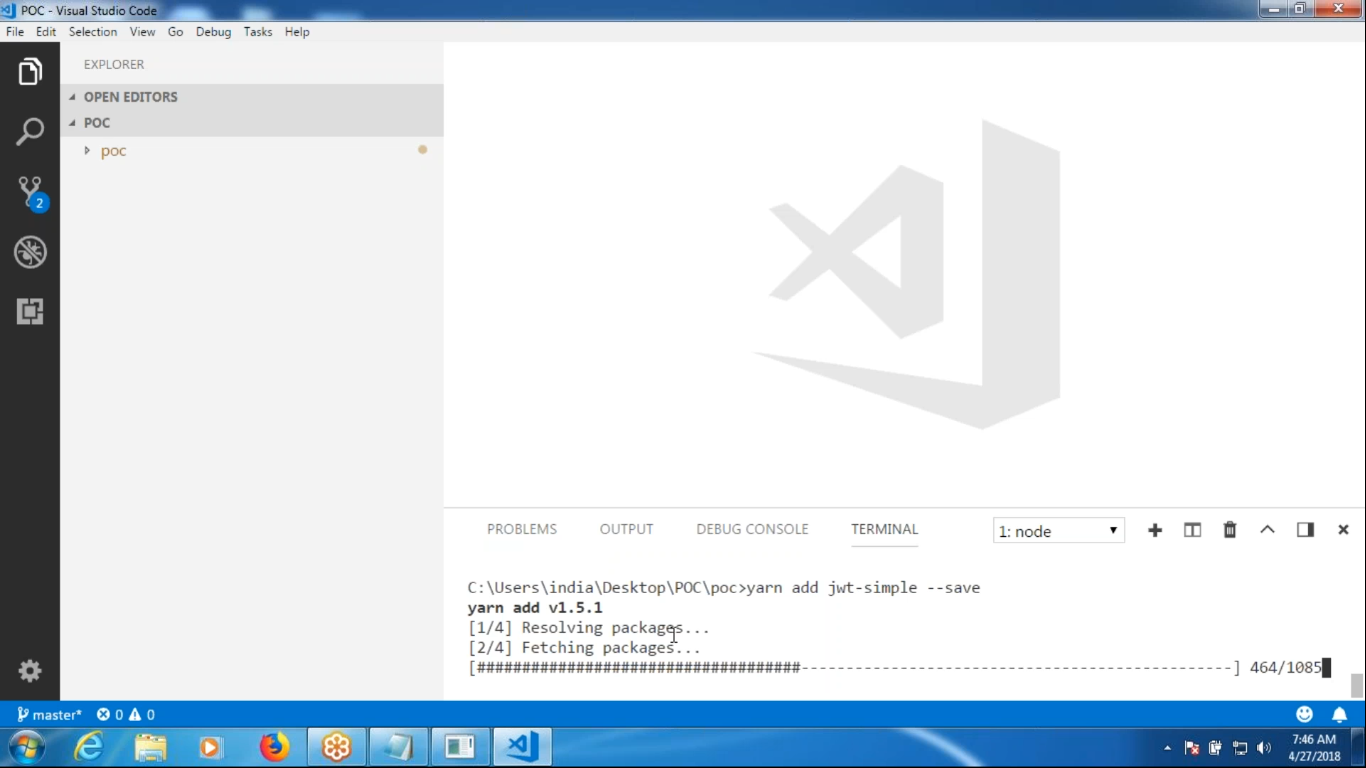 POC - Visual Studio Code
File Edit Selection View Go Debug Tasks Help
EXPLORER
OPEN EDITORS
POC
poc
2
PROBLEMS OUTPUT DEBUG CONSOLE TERMINAL 1: node
C:\Users\india\Desktop\POC\poc>yarn add jwt-simple --save
yarn add v1.5.1
[1/4] Resolving packages...
[2/4] Fetching packages...
[####################################------------------------------------------------] 464/1085
master* 0 0
7:46 AM
4/27/2018